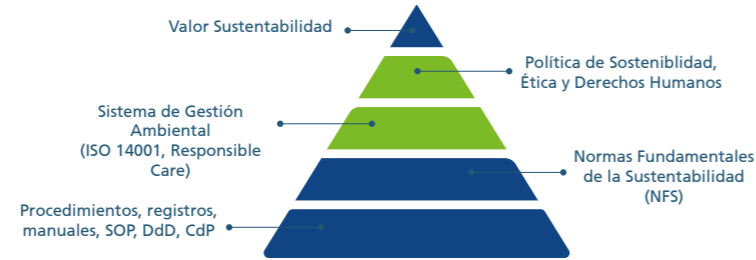 Valor Sustentabilidad
Política de Sosteniblidad,
Ética y Derechos Humanos
Sistema de Gestión
Ambiental
(ISO 14001, Responsible
Care)
Normas Fundamentales
de la Sustentabilidad
(NFS)
Procedimientos, registros,
manuales, SOP, DdD, CdP